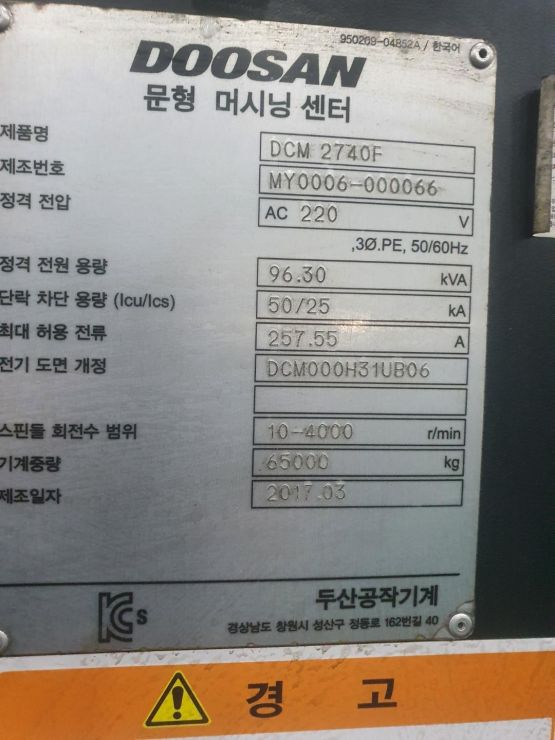 950269-04852A / 한국어
DOOSAN
문형 머시닝 센터
제품명 DCM 2740F
제조번호 MY0006-000066
정격 전압 AC 220 V
,3Ø.PE, 50/60Hz
정격 전원 용량 96.30 kVA
단락 차단 용량 (Icu/Ics) 50/25 kA
최대 허용 전류 257.55 A
전기 도면 개정 DCM000H31UB06
스핀들 회전수 범위 10-4000 r/min
기계중량 65000 kg
제조일자 2017.03
KCs 두산공작기계
경상남도 창원시 성산구 정동로 162번길 40
경 고